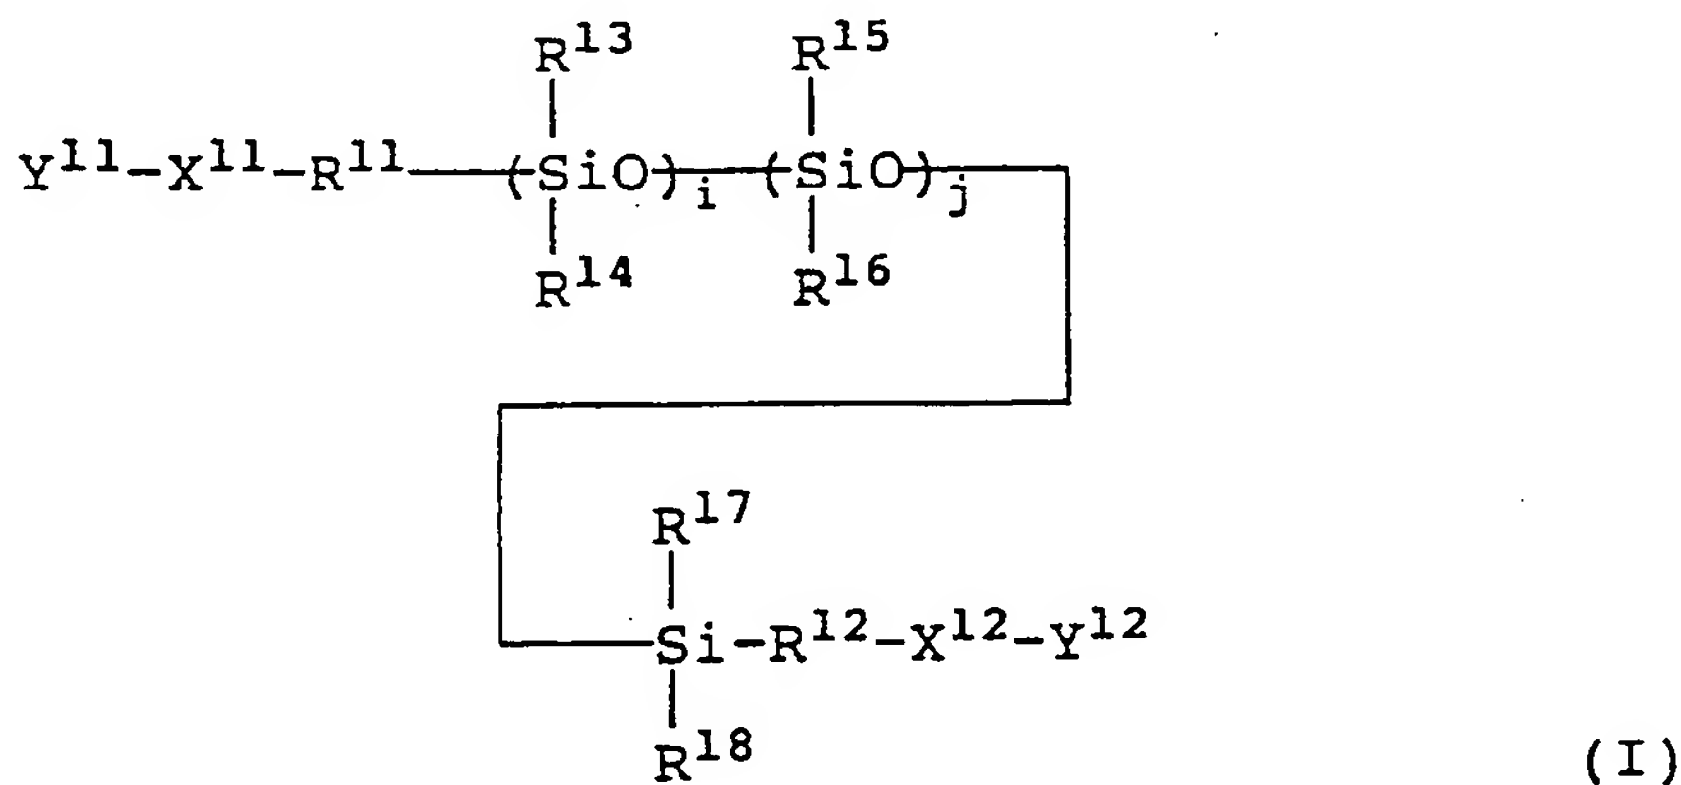 R¹³ R¹⁵
Y¹¹-X¹¹-R¹¹—(SiO)ᵢ—(SiO)ⱼ
R¹⁴ R¹⁶
R¹⁷
Si-R¹²-X¹²-Y¹²
R¹⁸
(I)